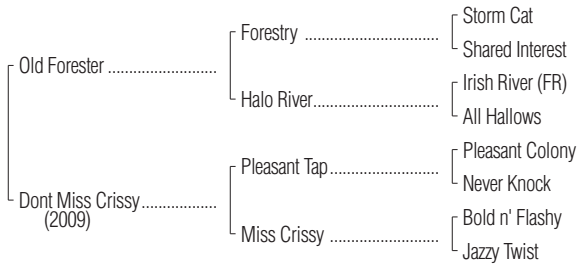 Storm Cat
Forestry ..................................
Shared Interest
Old Forester ...........................
Irish River (FR)
Halo River................................
All Hallows
Pleasant Colony
Pleasant Tap............................
Never Knock
Dont Miss Crissy...................
(2009)
Bold n' Flashy
Miss Crissy ............................
Jazzy Twist